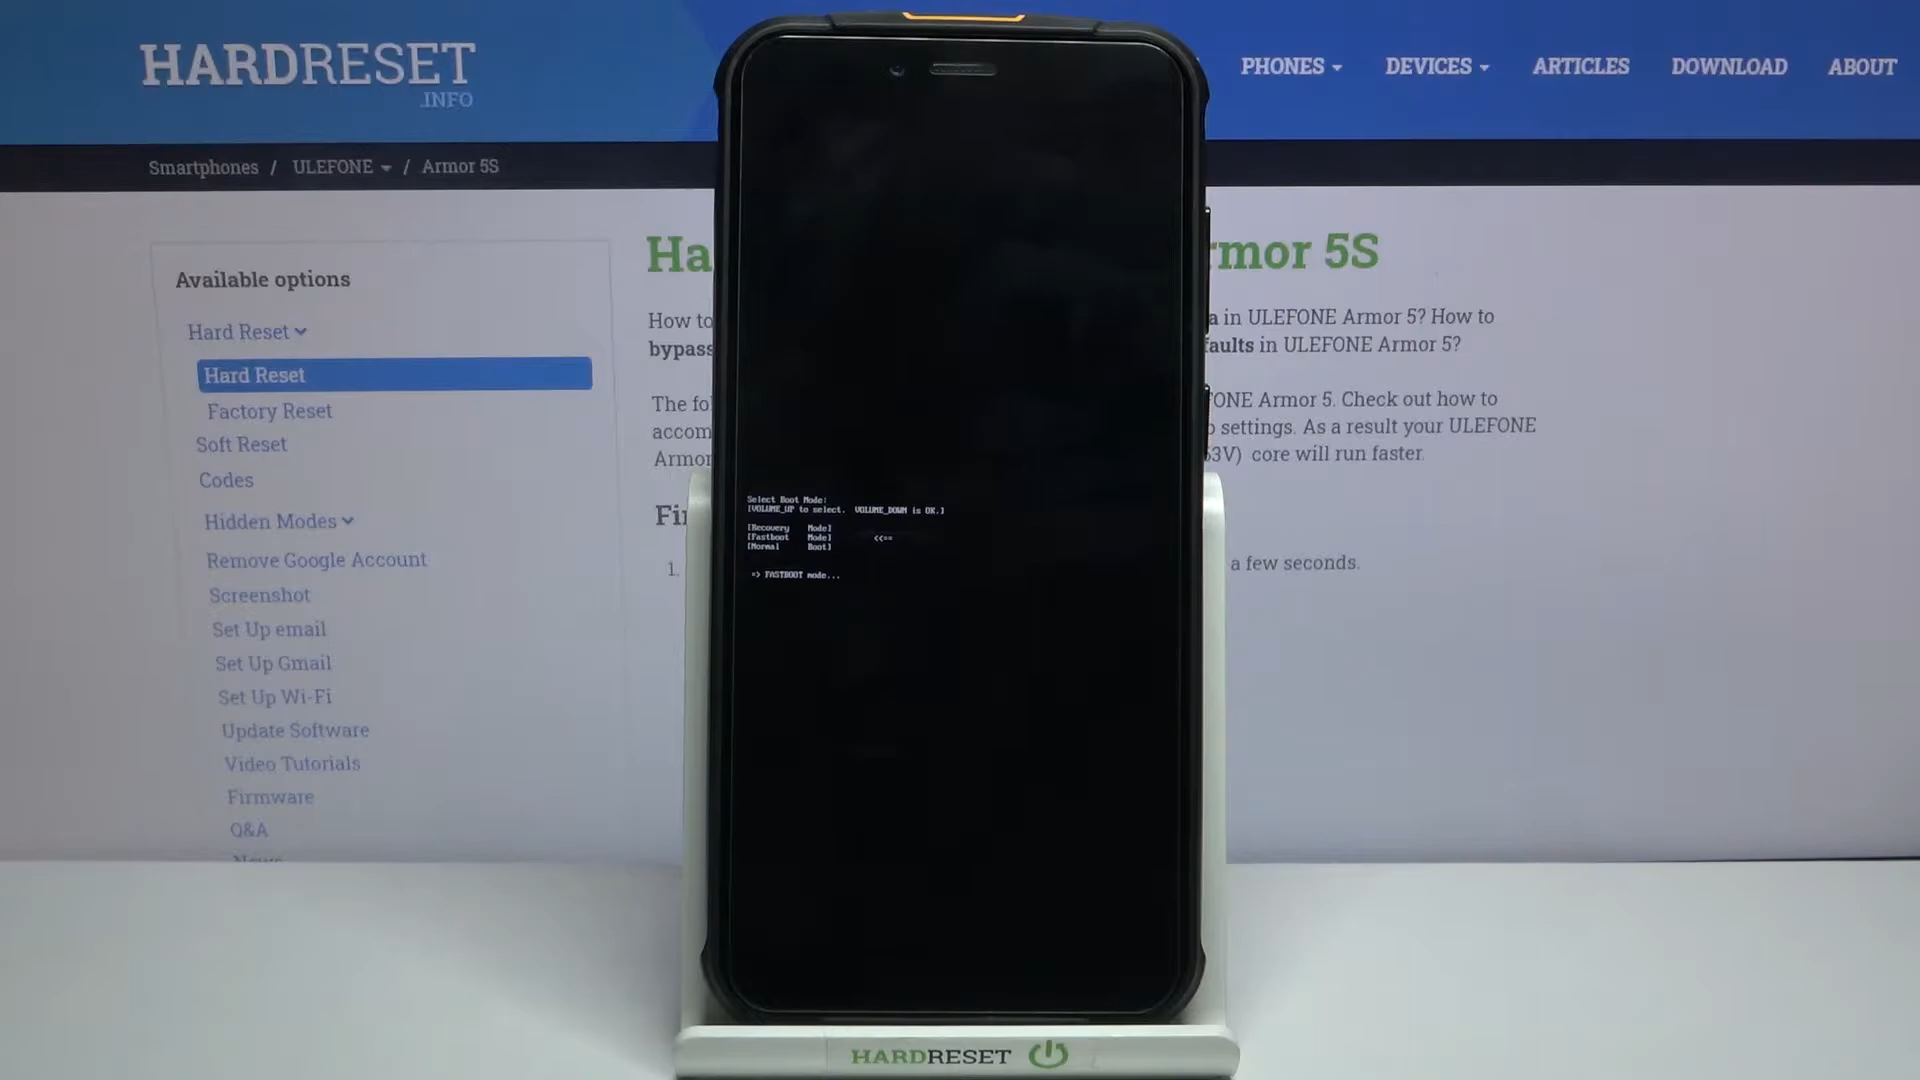 HARDRESET
.INFO
PHONES
DEVICES
ARTICLES
DOWNLOAD
ABOUT
Smartphones / ULEFONE / Armor 5S
Available options
Hard Reset
Hard Reset
Factory Reset
Soft Reset
Codes
Hidden Modes
Remove Google Account
Screenshot
Set Up email
Set Up Gmail
Set Up Wi-Fi
Update Software
Video Tutorials
Firmware
Q&A
News
Ha
rmor 5S
How to
a in ULEFONE Armor 5? How to
bypass
faults in ULEFONE Armor 5?
The fo
FONE Armor 5. Check out how to
accom
settings. As a result your ULEFONE
Armor
53V) core will run faster.
Fi
1.
a few seconds.
Select Boot Mode:
[VOLUME_UP to select. VOLUME_DOWN is OK.]
[Recovery Mode]
[Fastboot Mode] <<==
[Normal Boot]
=> FASTBOOT mode...
HARDRESET